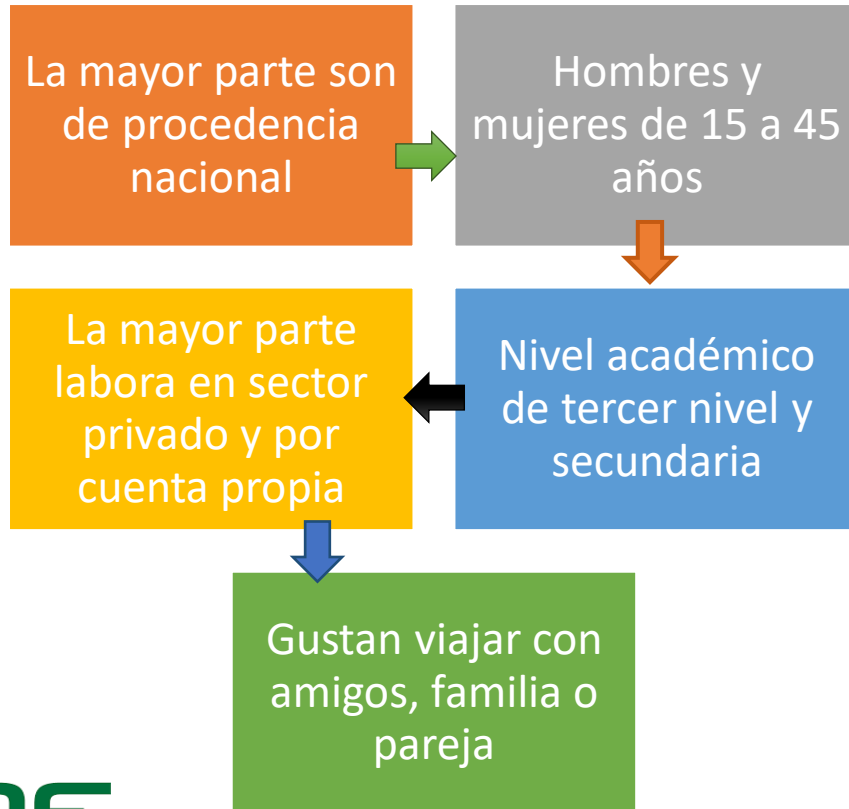 La mayor parte son
de procedencia
nacional
Hombres y
mujeres de 15 a 45
años
Nivel académico
de tercer nivel y
secundaria
La mayor parte
labora en sector
privado y por
cuenta propia
Gustan viajar con
amigos, familia o
pareja